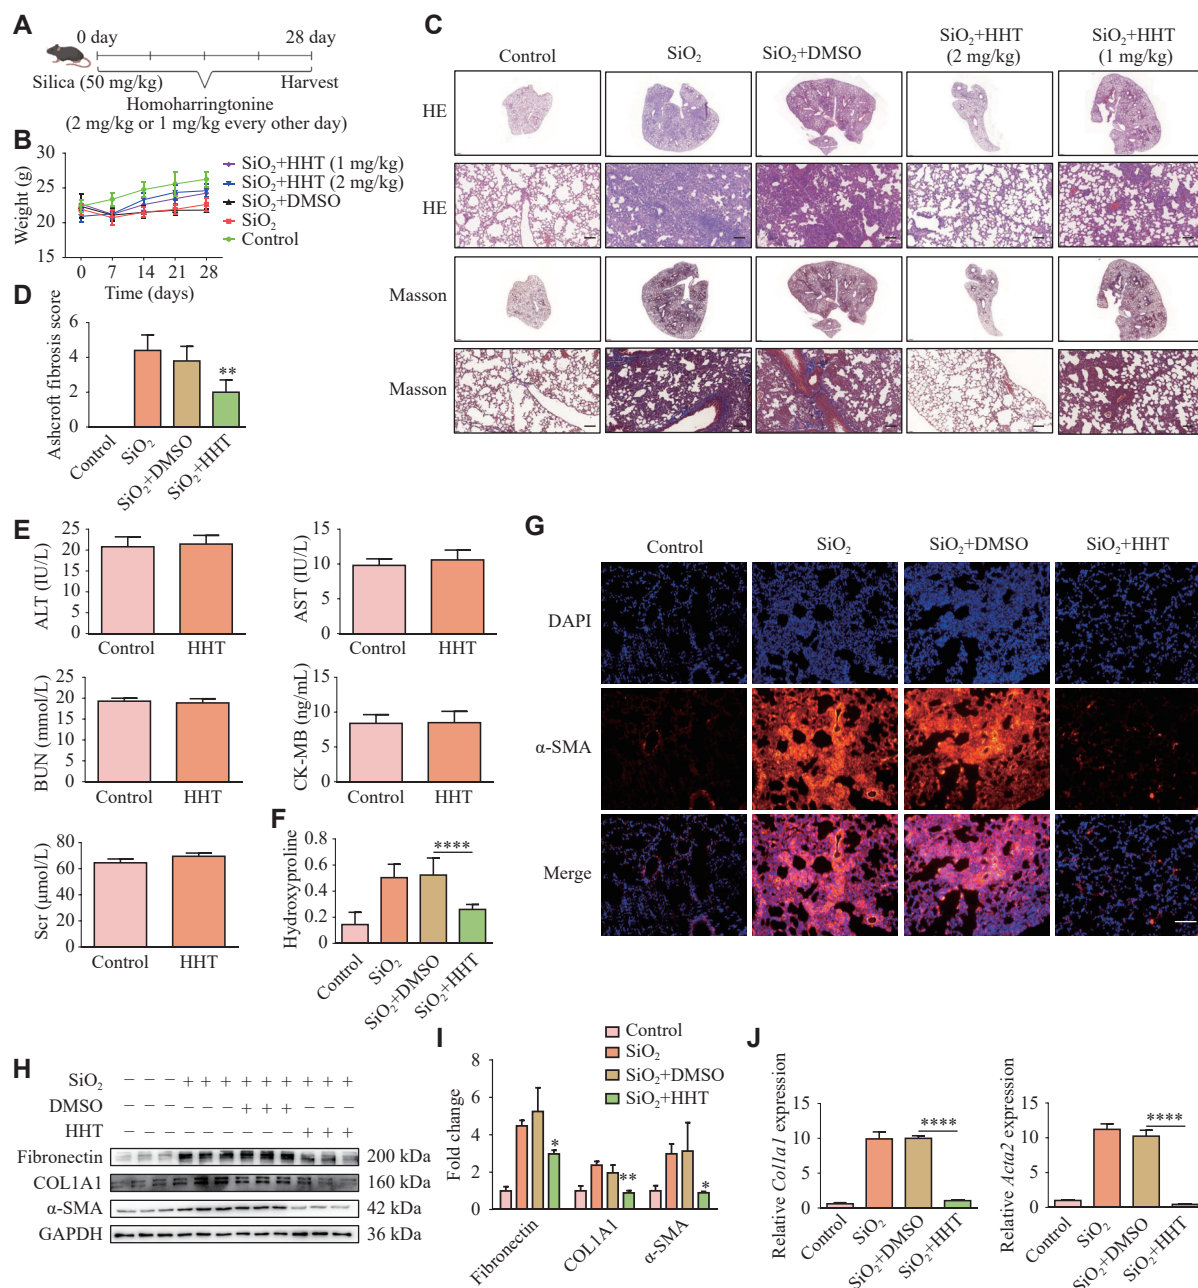 A
0 day
28 day
Silica (50 mg/kg)
Harvest
Homoharringtonine
(2 mg/kg or 1 mg/kg every other day)
B
Weight (g)
30
25
20
15
0 7 14 21 28
Time (days)
SiO₂+HHT (1 mg/kg)
SiO₂+HHT (2 mg/kg)
SiO₂+DMSO
SiO₂
Control
C
Control
SiO₂
SiO₂+DMSO
SiO₂+HHT
(2 mg/kg)
SiO₂+HHT
(1 mg/kg)
HE
HE
Masson
Masson
D
Ashcroft fibrosis score
6
4
2
0
**
Control
SiO₂
SiO₂+DMSO
SiO₂+HHT
E
ALT (IU/L)
25
20
15
10
5
0
Control HHT
AST (IU/L)
15
10
5
0
Control HHT
BUN (mmol/L)
25
20
15
10
5
0
Control HHT
CK-MB (ng/mL)
15
10
5
0
Control HHT
Scr (μmol/L)
80
60
40
20
0
Control HHT
F
Hydroxyproline
0.8
0.6
0.4
0.2
0
****
Control
SiO₂
SiO₂+DMSO
SiO₂+HHT
G
Control
SiO₂
SiO₂+DMSO
SiO₂+HHT
DAPI
α-SMA
Merge
H
SiO₂ − − − + + + + + + + + +
DMSO − − − − − − + + + − − −
HHT − − − − − − − − − + + +
Fibronectin 200 kDa
COL1A1 160 kDa
α-SMA 42 kDa
GAPDH 36 kDa
I
Control
SiO₂
SiO₂+DMSO
SiO₂+HHT
Fold change
8
6
4
2
0
*
**
*
Fibronectin
COL1A1
α-SMA
J
Relative Col1a1 expression
15
10
5
0
****
Control
SiO₂
SiO₂+DMSO
SiO₂+HHT
Relative Acta2 expression
15
10
5
0
****
Control
SiO₂
SiO₂+DMSO
SiO₂+HHT